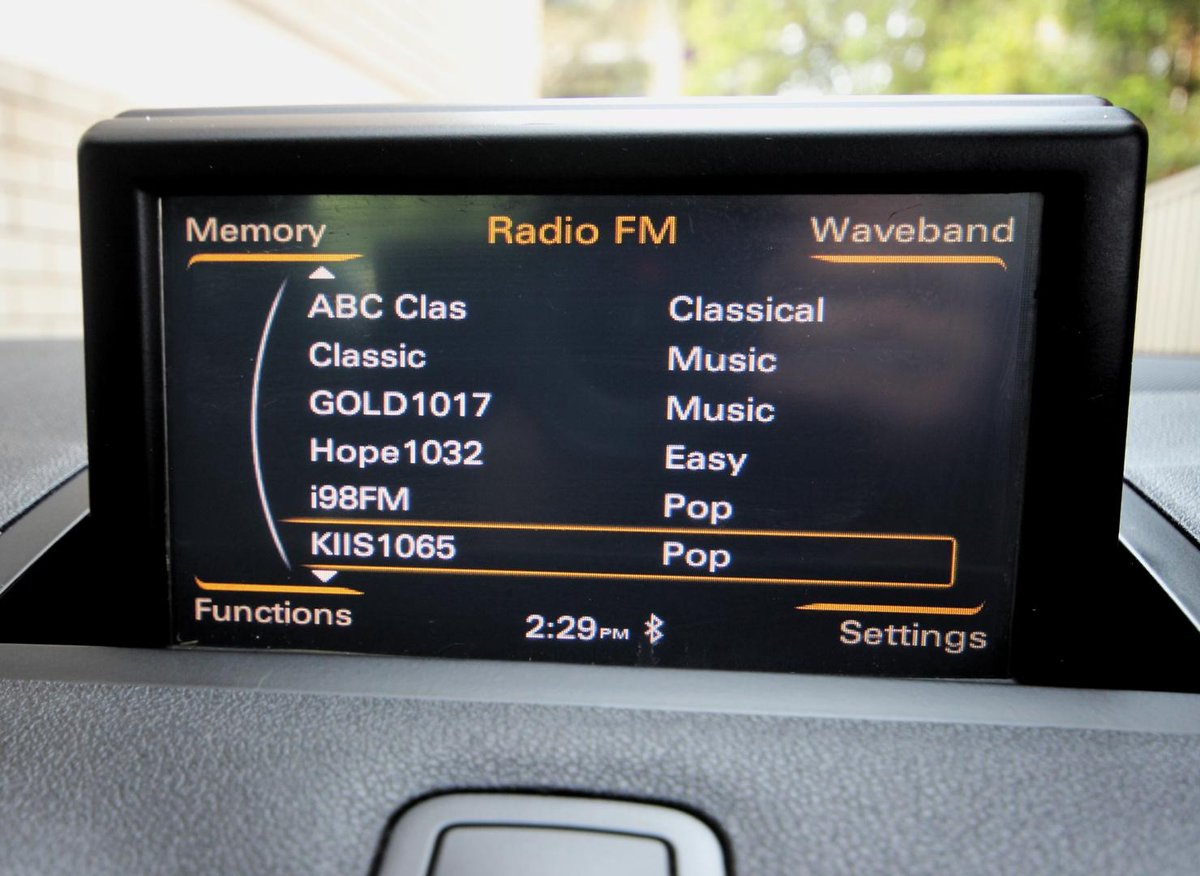 Memory Radio FM Waveband
ABC Clas Classical
Classic Music
GOLD1017 Music
Hope1032 Easy
i98FM Pop
KIIS1065 Pop
Functions 2:29PM Settings